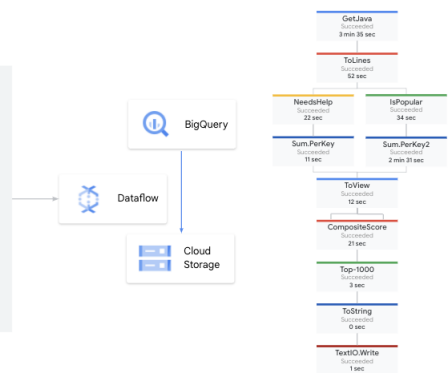 BigQuery
Dataflow
Cloud
Storage
GetJava
Succeeded
3 min 35 sec
ToLines
Succeeded
52 sec
NeedsHelp
Succeeded
22 sec
IsPopular
Succeeded
34 sec
Sum.PerKey
Succeeded
11 sec
Sum.PerKey2
Succeeded
2 min 31 sec
ToView
Succeeded
12 sec
CompositeScore
Succeeded
21 sec
Top-1000
Succeeded
3 sec
ToString
Succeeded
0 sec
TextIO.Write
Succeeded
1 sec